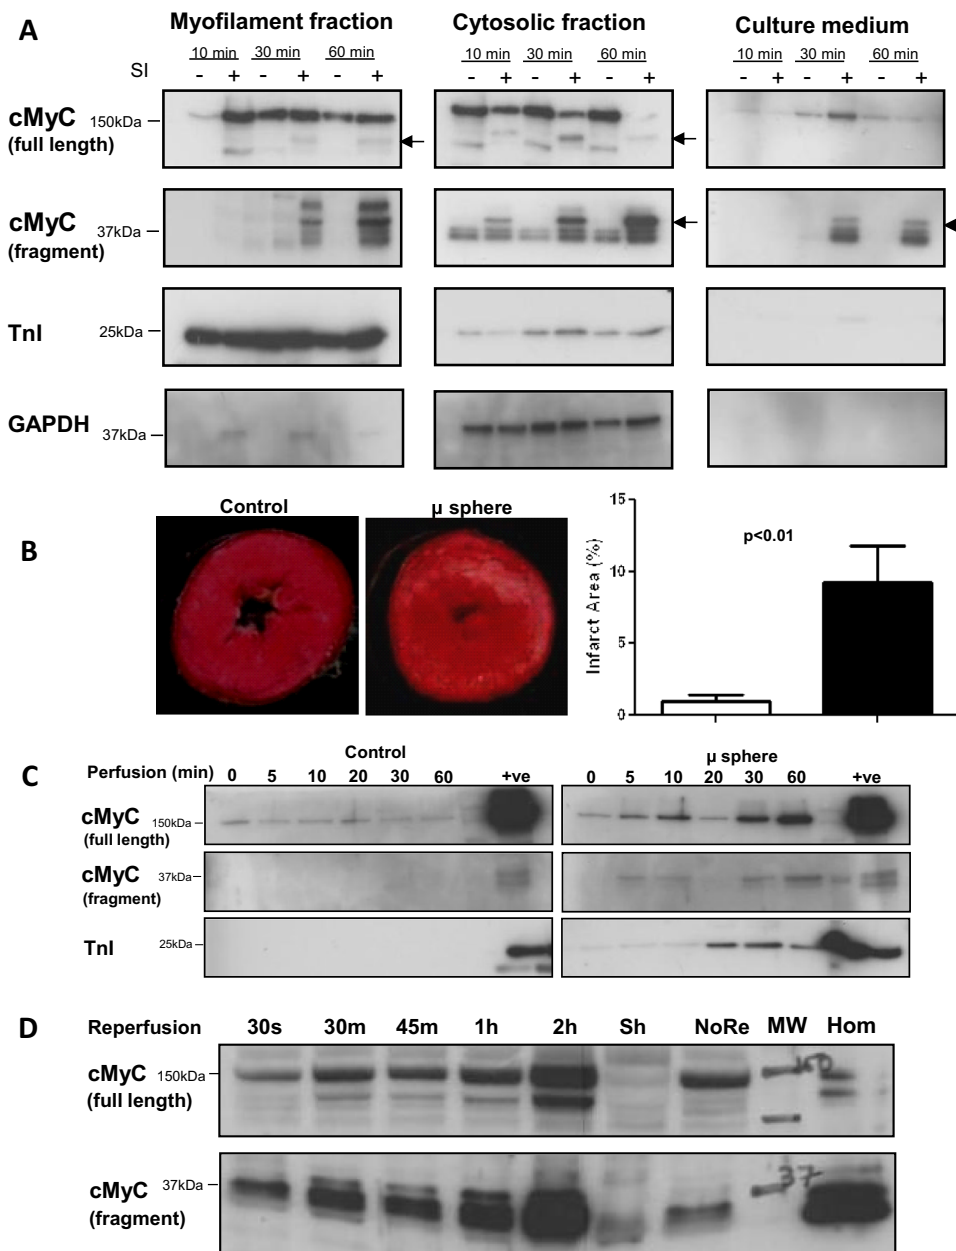 A
Myofilament fraction
Cytosolic fraction
Culture medium
10 min 30 min 60 min
10 min 30 min 60 min
10 min 30 min 60 min
SI - + - + - +
- + - + - +
- + - + - +
cMyC
(full length)
150kDa
cMyC
(fragment)
37kDa
TnI
25kDa
GAPDH
37kDa
B
Control
µ sphere
15
10
5
0
Infarct Area (%)
p<0.01
C
Control
µ sphere
Perfusion (min) 0 5 10 20 30 60 +ve
0 5 10 20 30 60 +ve
cMyC
(full length)
150kDa
cMyC
(fragment)
37kDa
TnI
25kDa
D
Reperfusion 30s 30m 45m 1h 2h Sh NoRe MW Hom
cMyC
(full length)
150kDa
150
cMyC
(fragment)
37kDa
37